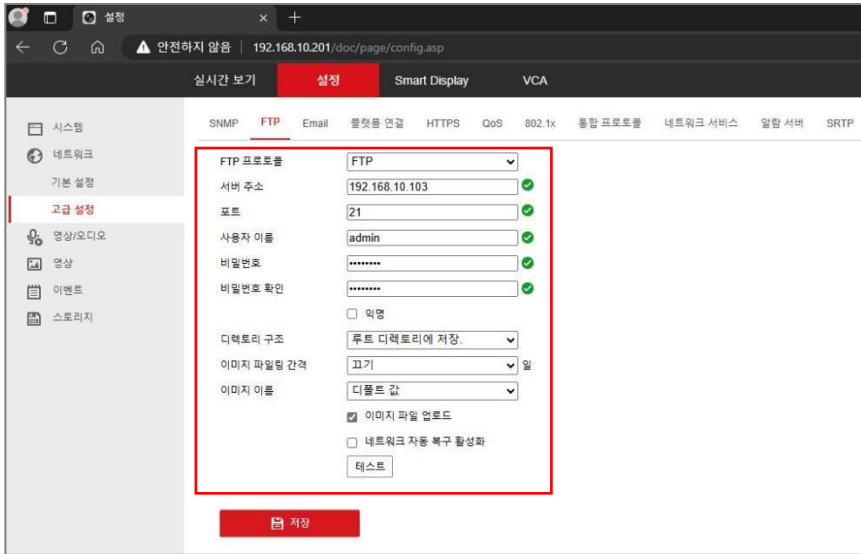 설정
안전하지 않음 | 192.168.10.201/doc/page/config.asp
실시간 보기 설정 Smart Display VCA
시스템
네트워크
기본 설정
고급 설정
영상/오디오
영상
이벤트
스토리지
SNMP FTP Email 플랫폼 연결 HTTPS QoS 802.1x 통합 프로토콜 네트워크 서비스 알람 서버 SRTP
FTP 프로토콜 FTP
서버 주소 192.168.10.103
포트 21
사용자 이름 admin
비밀번호 ••••••••
비밀번호 확인 ••••••••
익명
디렉토리 구조 루트 디렉토리에 저장.
이미지 파일링 간격 끄기 일
이미지 이름 디폴트 값
이미지 파일 업로드
네트워크 자동 복구 활성화
테스트
저장